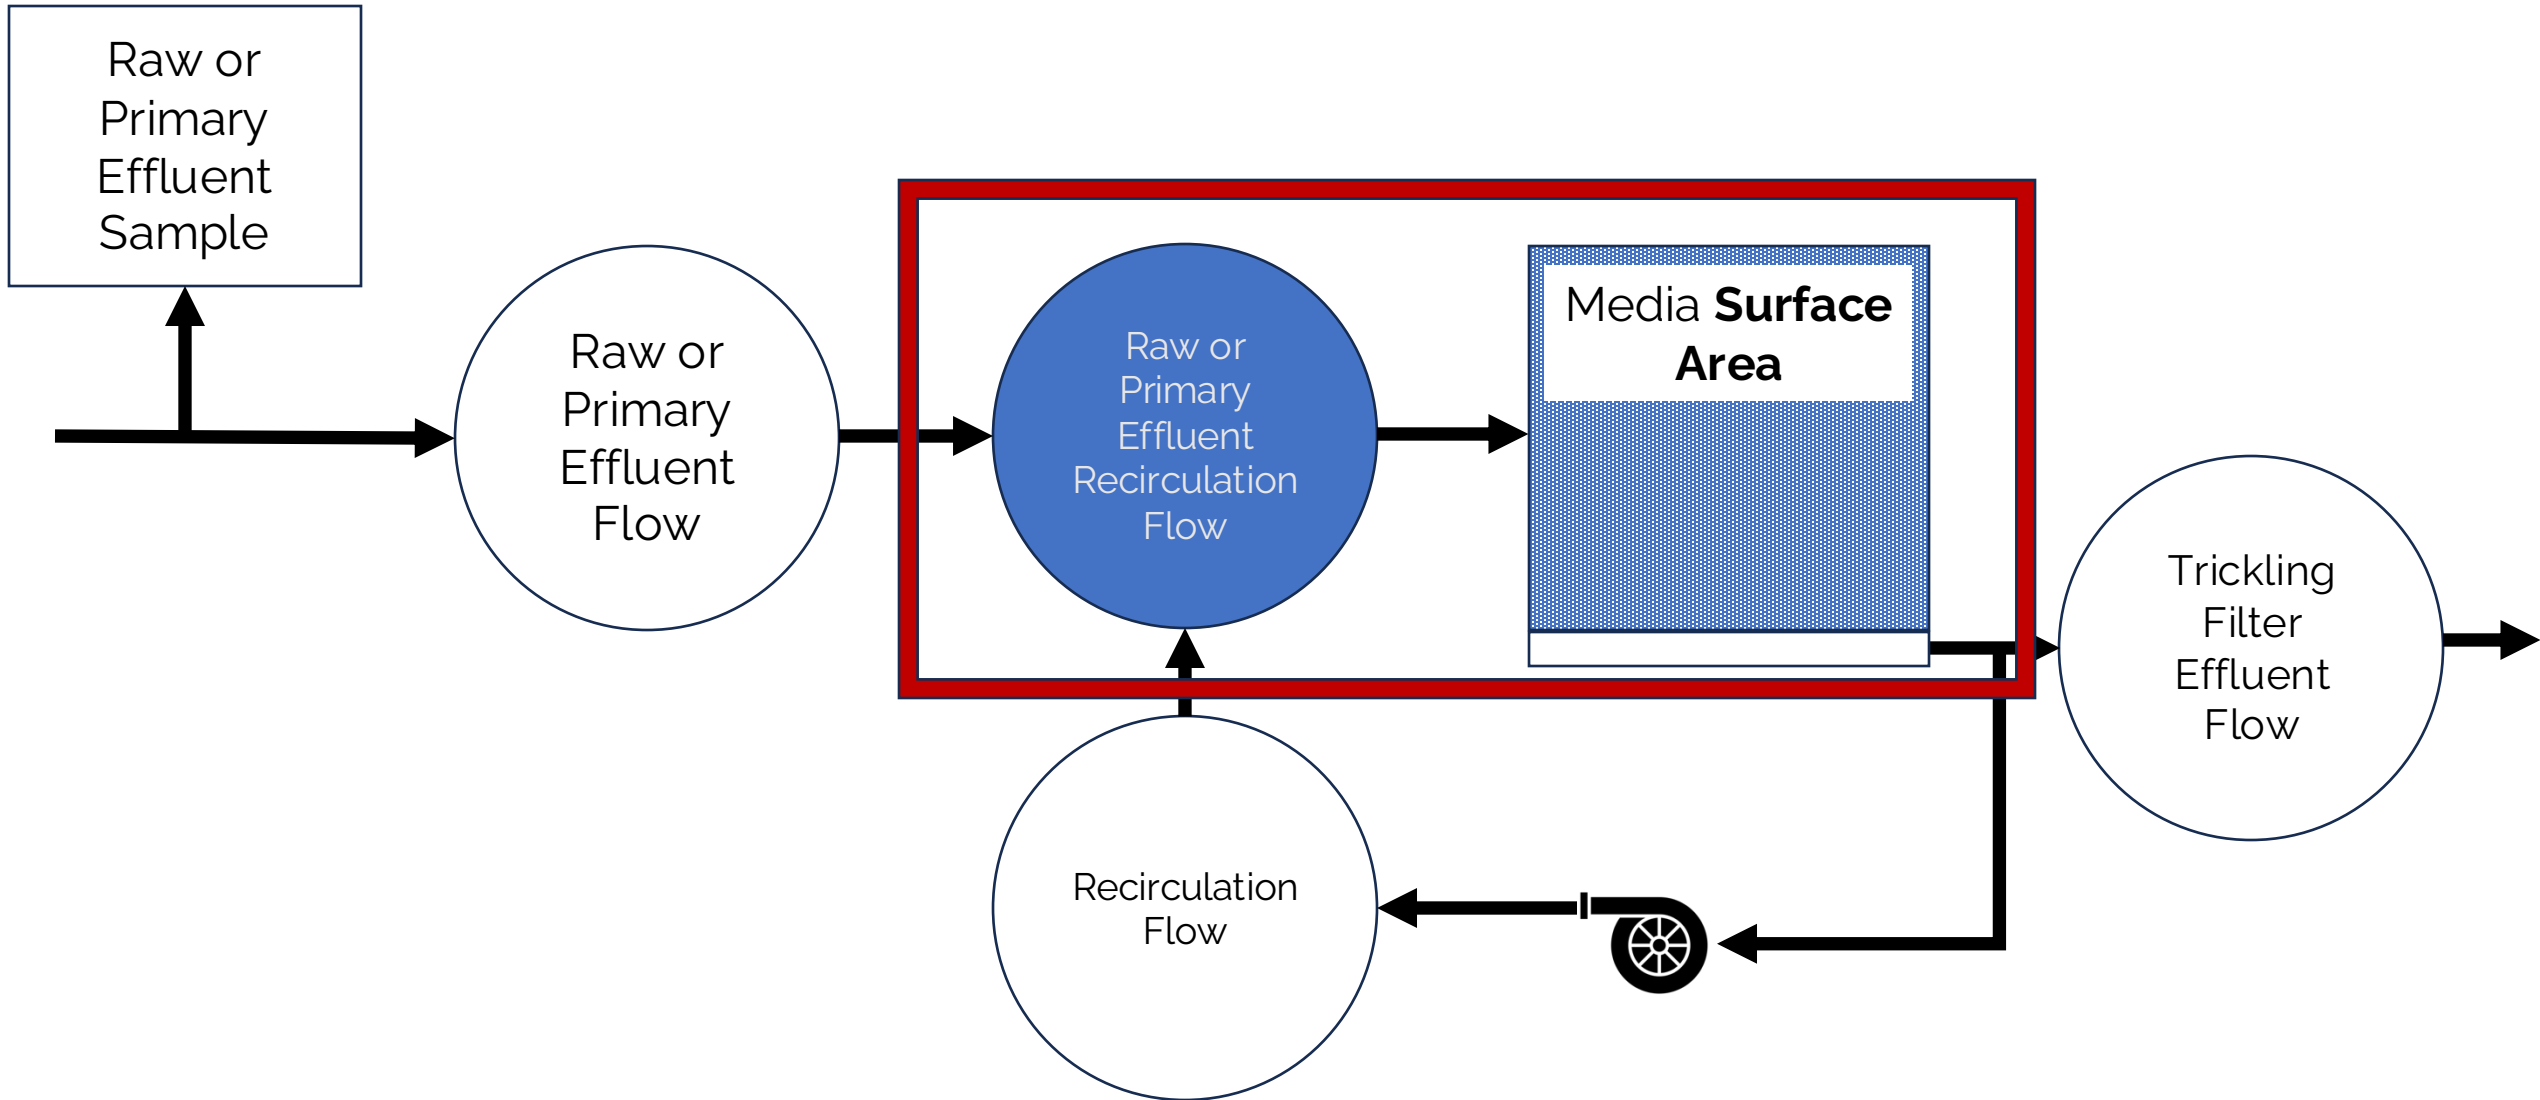 Raw or
Primary
Effluent
Sample
Raw or
Primary
Effluent
Flow
Raw or
Primary
Effluent
Recirculation
Flow
Media Surface
Area
Trickling
Filter
Effluent
Flow
Recirculation
Flow